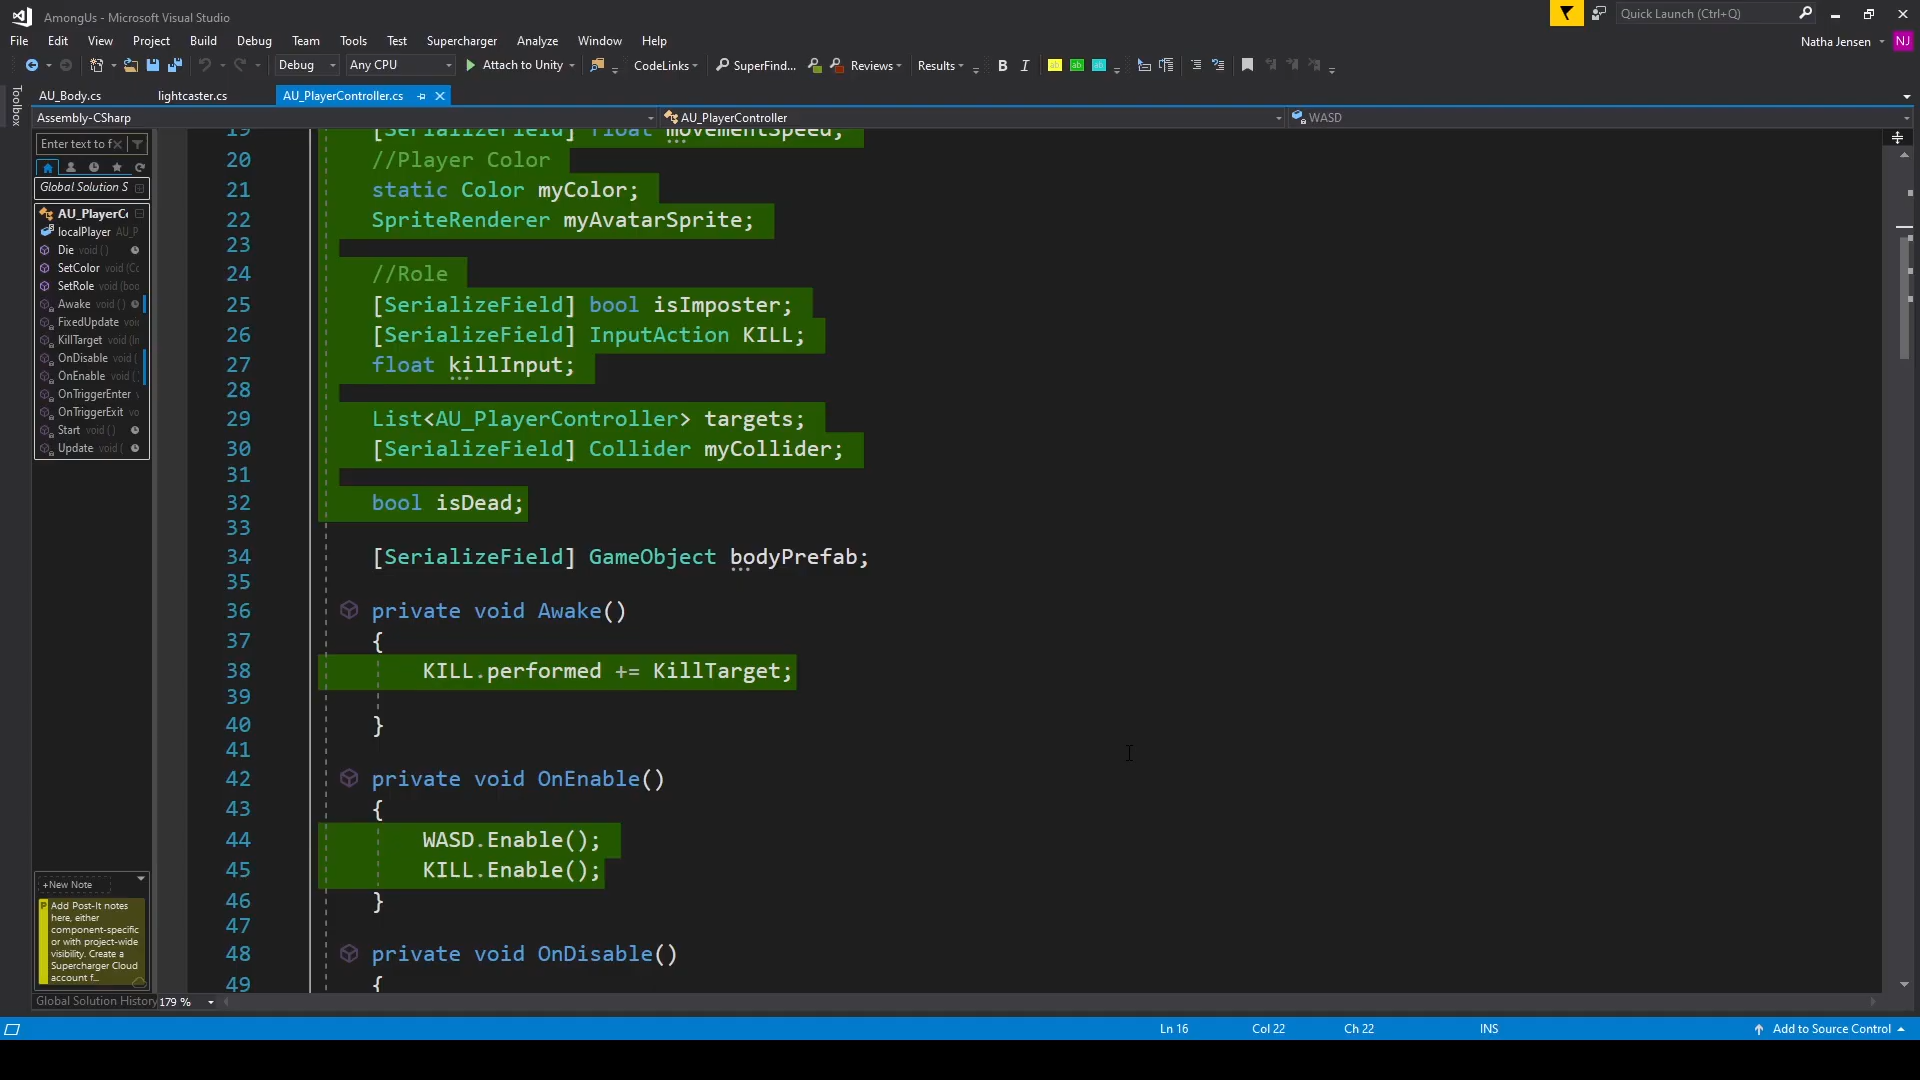 AmongUs - Microsoft Visual Studio
Quick Launch (Ctrl+Q)
File Edit View Project Build Debug Team Tools Test Supercharger Analyze Window Help
Natha Jensen NJ
Debug Any CPU Attach to Unity CodeLinks SuperFind... Reviews Results B I ab ab ab
Toolbox
AU_Body.cs lightcaster.cs AU_PlayerController.cs
Assembly-CSharp AU_PlayerController WASD
Enter text to f
Global Solution S
AU_PlayerCo
localPlayer AU_P
Die void ()
SetColor void (Co
SetRole void (boo
Awake void ()
FixedUpdate voi
KillTarget void (In
OnDisable void (
OnEnable void (
OnTriggerEnter v
OnTriggerExit vo
Start void ()
Update void (
19 [SerializeField] float movementSpeed;
20 //Player Color
21 static Color myColor;
22 SpriteRenderer myAvatarSprite;
23
24 //Role
25 [SerializeField] bool isImposter;
26 [SerializeField] InputAction KILL;
27 float killInput;
28
29 List<AU_PlayerController> targets;
30 [SerializeField] Collider myCollider;
31
32 bool isDead;
33
34 [SerializeField] GameObject bodyPrefab;
35
36 private void Awake()
37 {
38 KILL.performed += KillTarget;
39
40 }
41
42 private void OnEnable()
43 {
44 WASD.Enable();
45 KILL.Enable();
46 }
47
48 private void OnDisable()
49 {
+New Note
P Add Post-It notes
here, either
component-specific
or with project-wide
visibility. Create a
Supercharger Cloud
account f...
Global Solution History
179 %
Ln 16 Col 22 Ch 22 INS Add to Source Control